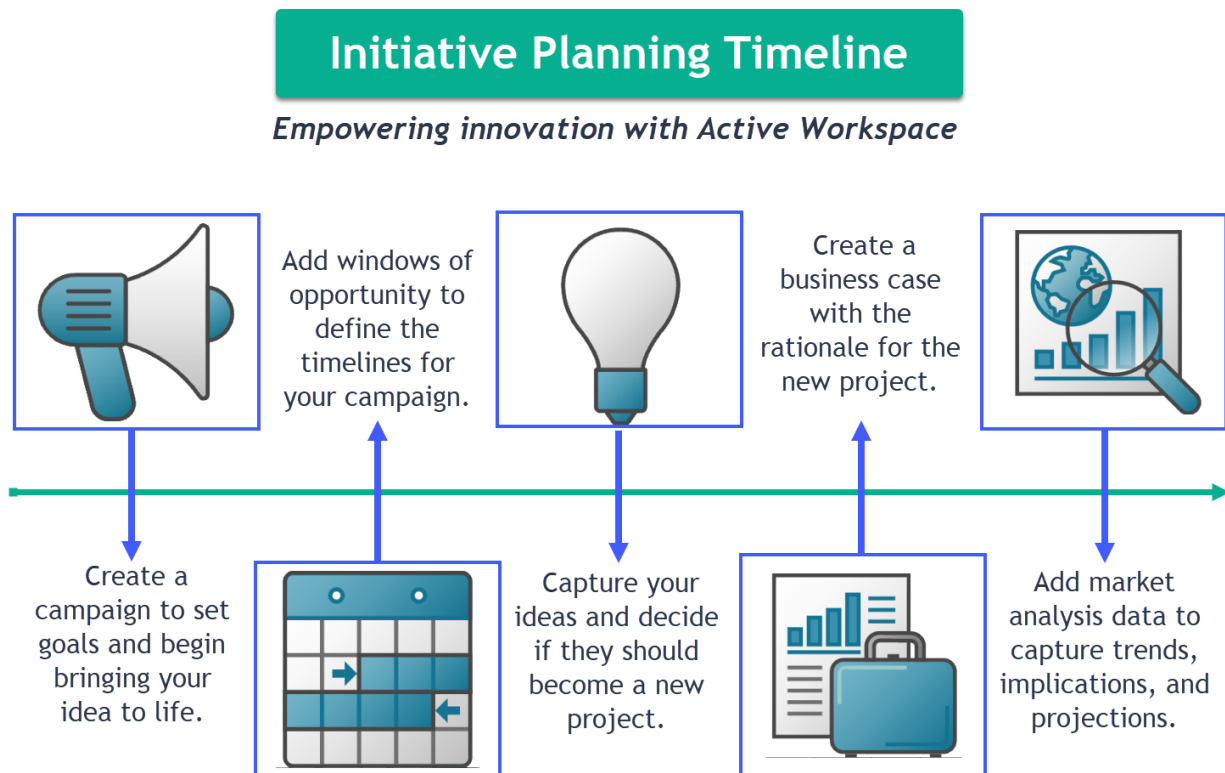 Initiative Planning Timeline
Empowering innovation with Active Workspace
Create a
campaign to set
goals and begin
bringing your
idea to life.
Add windows of
opportunity to
define the
timelines for
your campaign.
Capture your
ideas and decide
if they should
become a new
project.
Create a
business case
with the
rationale for the
new project.
Add market
analysis data to
capture trends,
implications, and
projections.